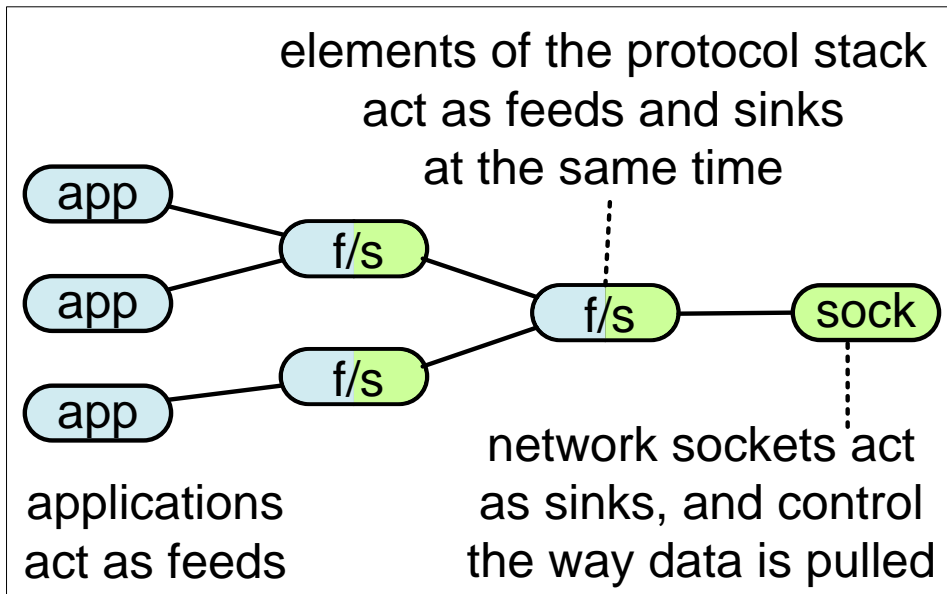 elements of the protocol stack
act as feeds and sinks
at the same time
app
f/s
app
f/s
sock
f/s
app
applications
act as feeds
network sockets act
as sinks, and control
the way data is pulled